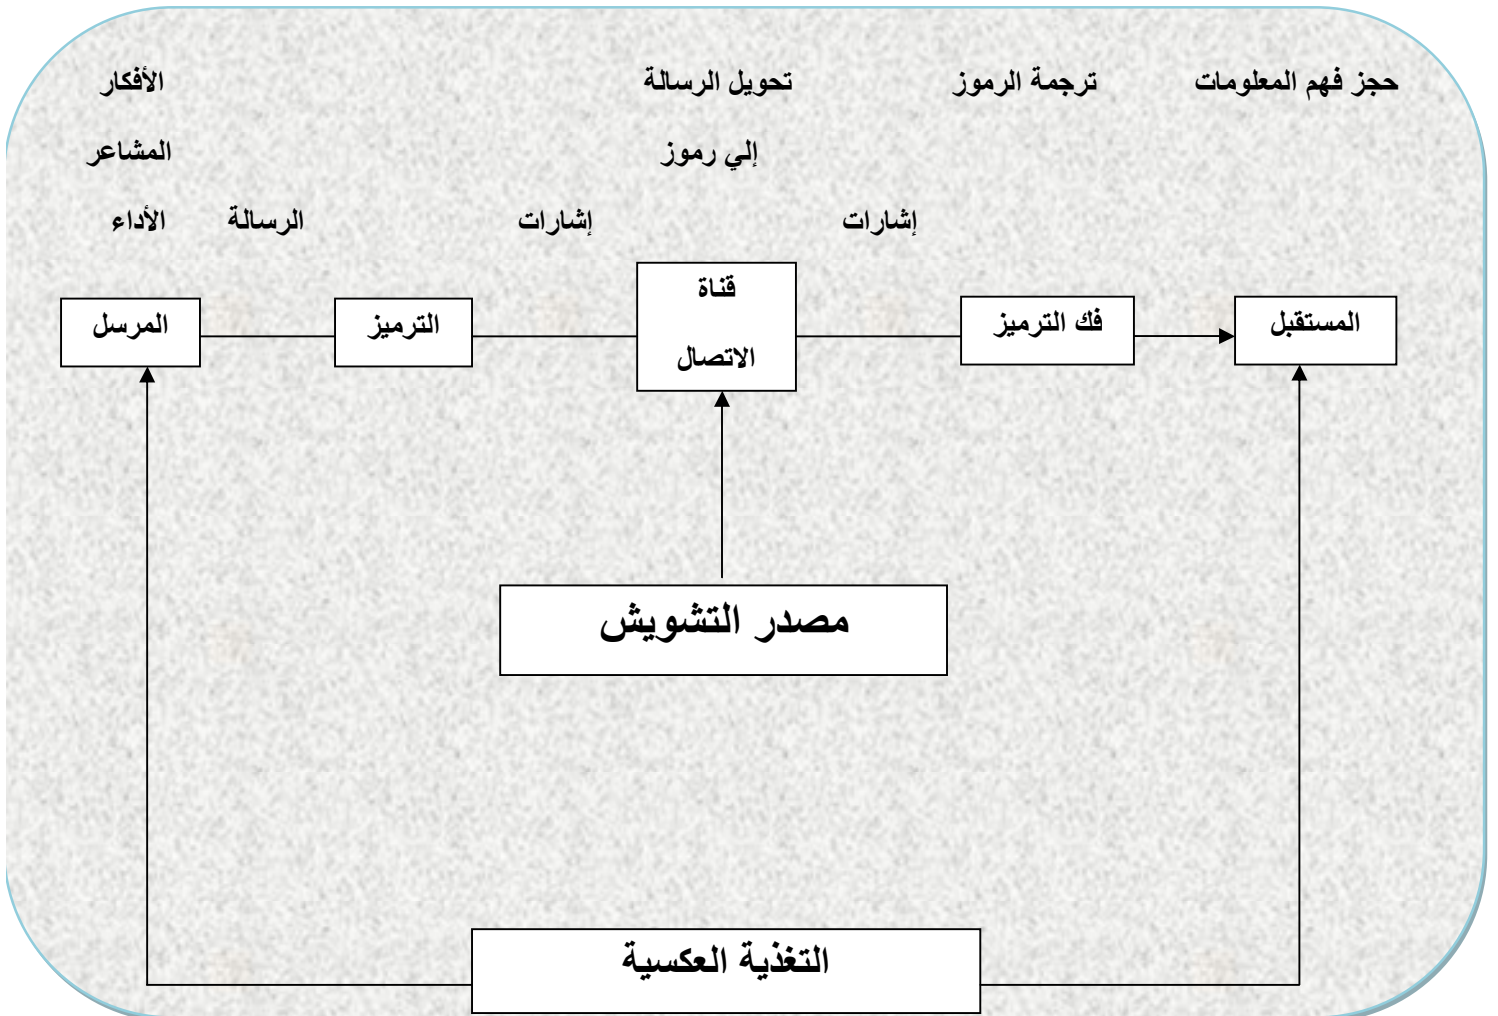 حجز فهم المعلومات
ترجمة الرموز
تحويل الرسالة
إلي رموز
الأفكار
المشاعر
الأداء
الرسالة
إشارات
إشارات
المرسل
الترميز
قناة
الاتصال
فك الترميز
المستقبل
مصدر التشويش
التغذية العكسية